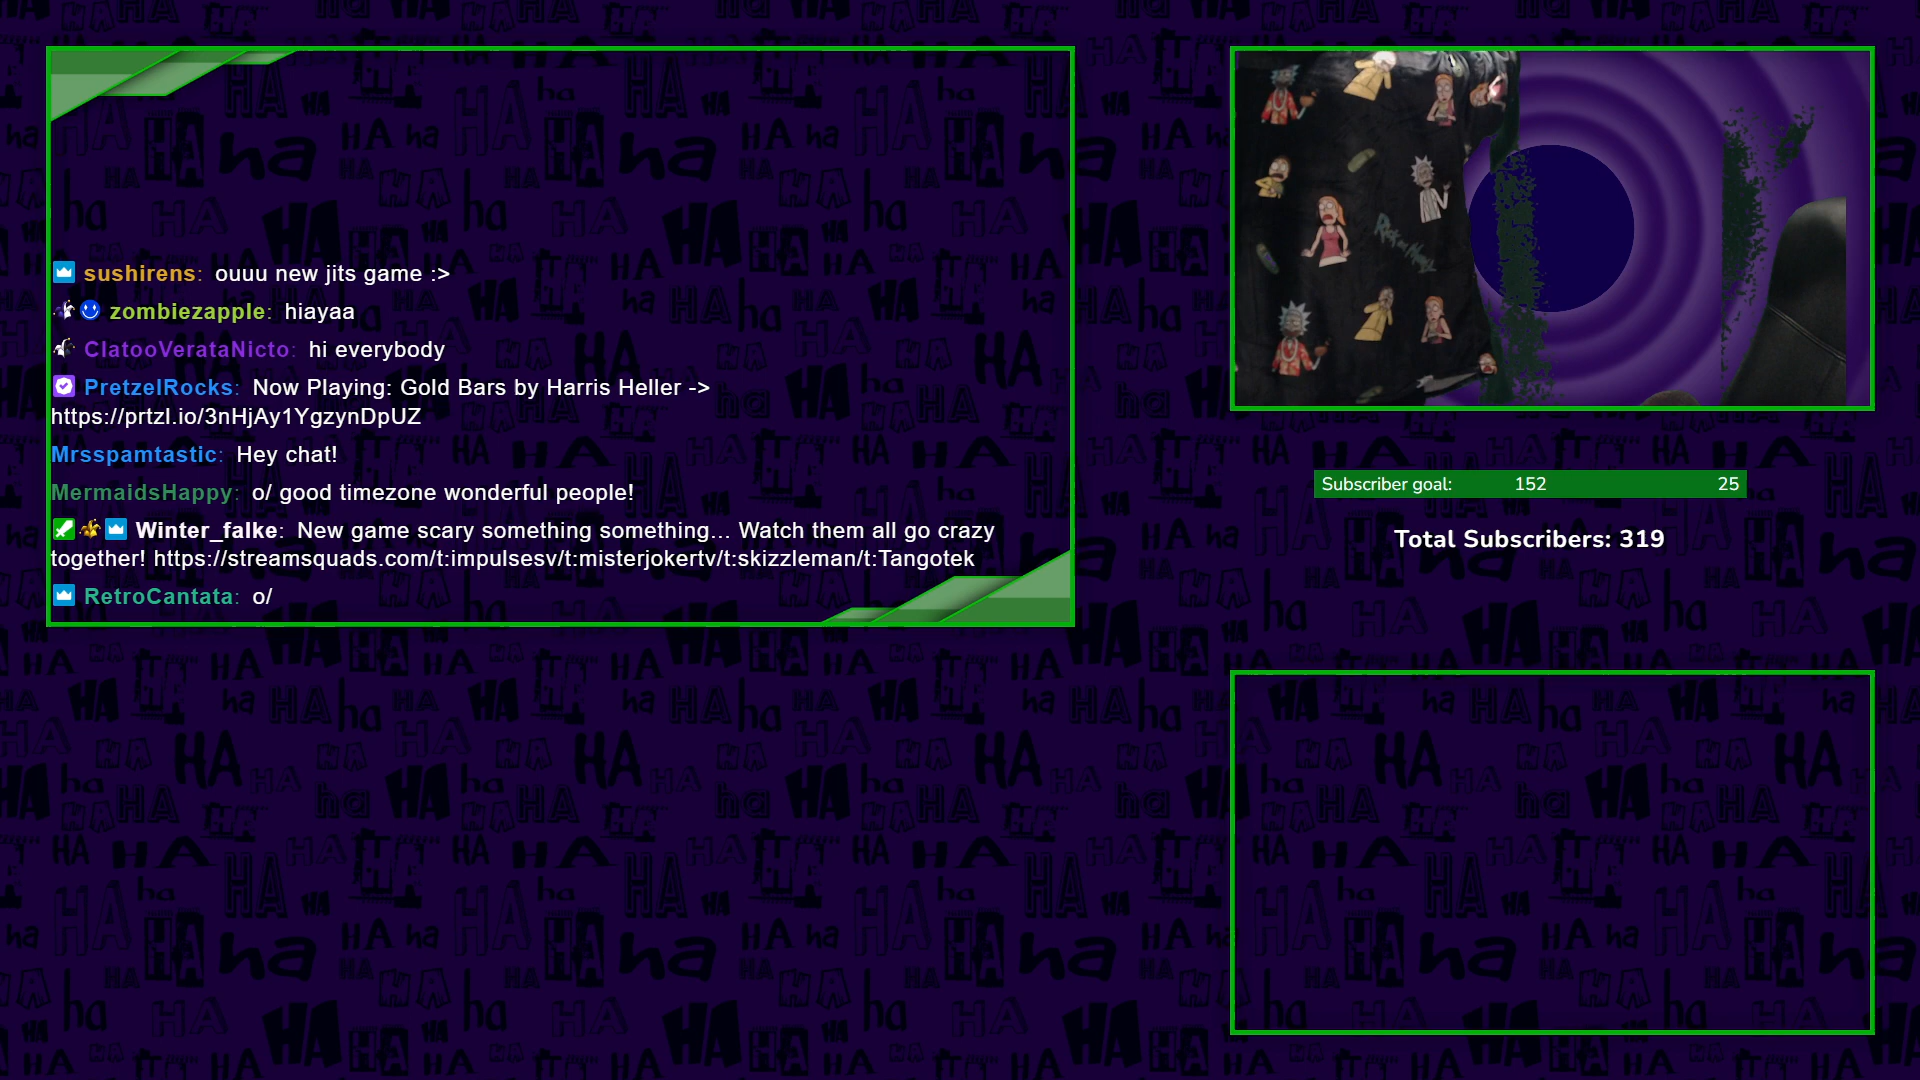 sushirens: ouuu new jits game :>
zombiezapple: hiayaa
ClatooVerataNicto: hi everybody
PretzelRocks: Now Playing: Gold Bars by Harris Heller ->
https://prtzl.io/3nHjAy1YgzynDpUZ
Mrsspamtastic: Hey chat!
MermaidsHappy: o/ good timezone wonderful people!
Winter_falke: New game scary something something... Watch them all go crazy
together! https://streamsquads.com/t:impulsesv/t:misterjokertv/t:skizzleman/t:Tangotek
RetroCantata: o/
Rick and Morty
Subscriber goal: 152 25
Total Subscribers: 319